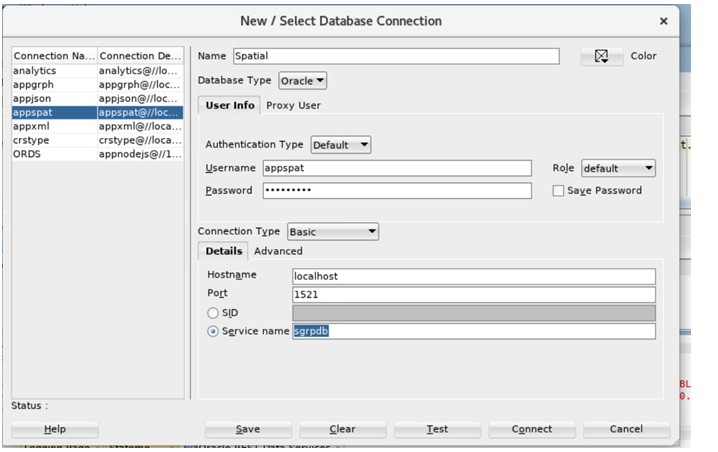 New / Select Database Connection
Connection Na... Connection De...
analytics analytics@//lo...
appgrph appgrph@//loc...
appjson appjson@//loc...
appspat appspat@//loc...
appxml appxml@//loca...
crstype crstype@//loca...
ORDS appnodejs@//1...
Name Spatial Color
Database Type Oracle
User Info Proxy User
Authentication Type Default
Username appspat Role default
Password ••••••••• Save Password
Connection Type Basic
Details Advanced
Hostname localhost
Port 1521
SID
Service name sgrpdb
Status :
Help Save Clear Test Connect Cancel